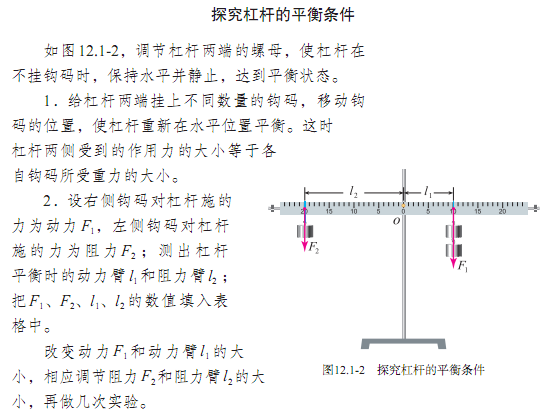 探究杠杆的平衡条件
如图12.1-2，调节杠杆两端的螺母，使杠杆在
不挂钩码时，保持水平并静止，达到平衡状态。
1．给杠杆两端挂上不同数量的钩码，移动钩
码的位置，使杠杆重新在水平位置平衡。这时
杠杆两侧受到的作用力的大小等于各
自钩码所受重力的大小。
2．设右侧钩码对杠杆施的
力为动力F₁，左侧钩码对杠杆
施的力为阻力F₂；测出杠杆
平衡时的动力臂l₁和阻力臂l₂；
把F₁、F₂、l₁、l₂的数值填入表
格中。
改变动力F₁和动力臂l₁的大
小，相应调节阻力F₂和阻力臂l₂的大
小，再做几次实验。
l₂ l₁
20 15 10 5 0 5 10 15 20
O
F₂
F₁
图12.1-2 探究杠杆的平衡条件